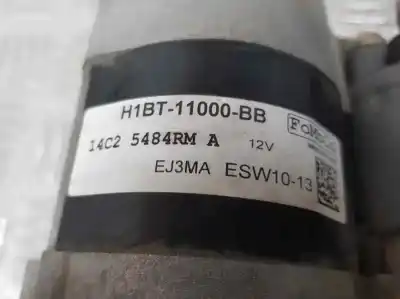 H1BT-11000-BB
14C2 5484RM A 12V
EJ3MA ESW10-13